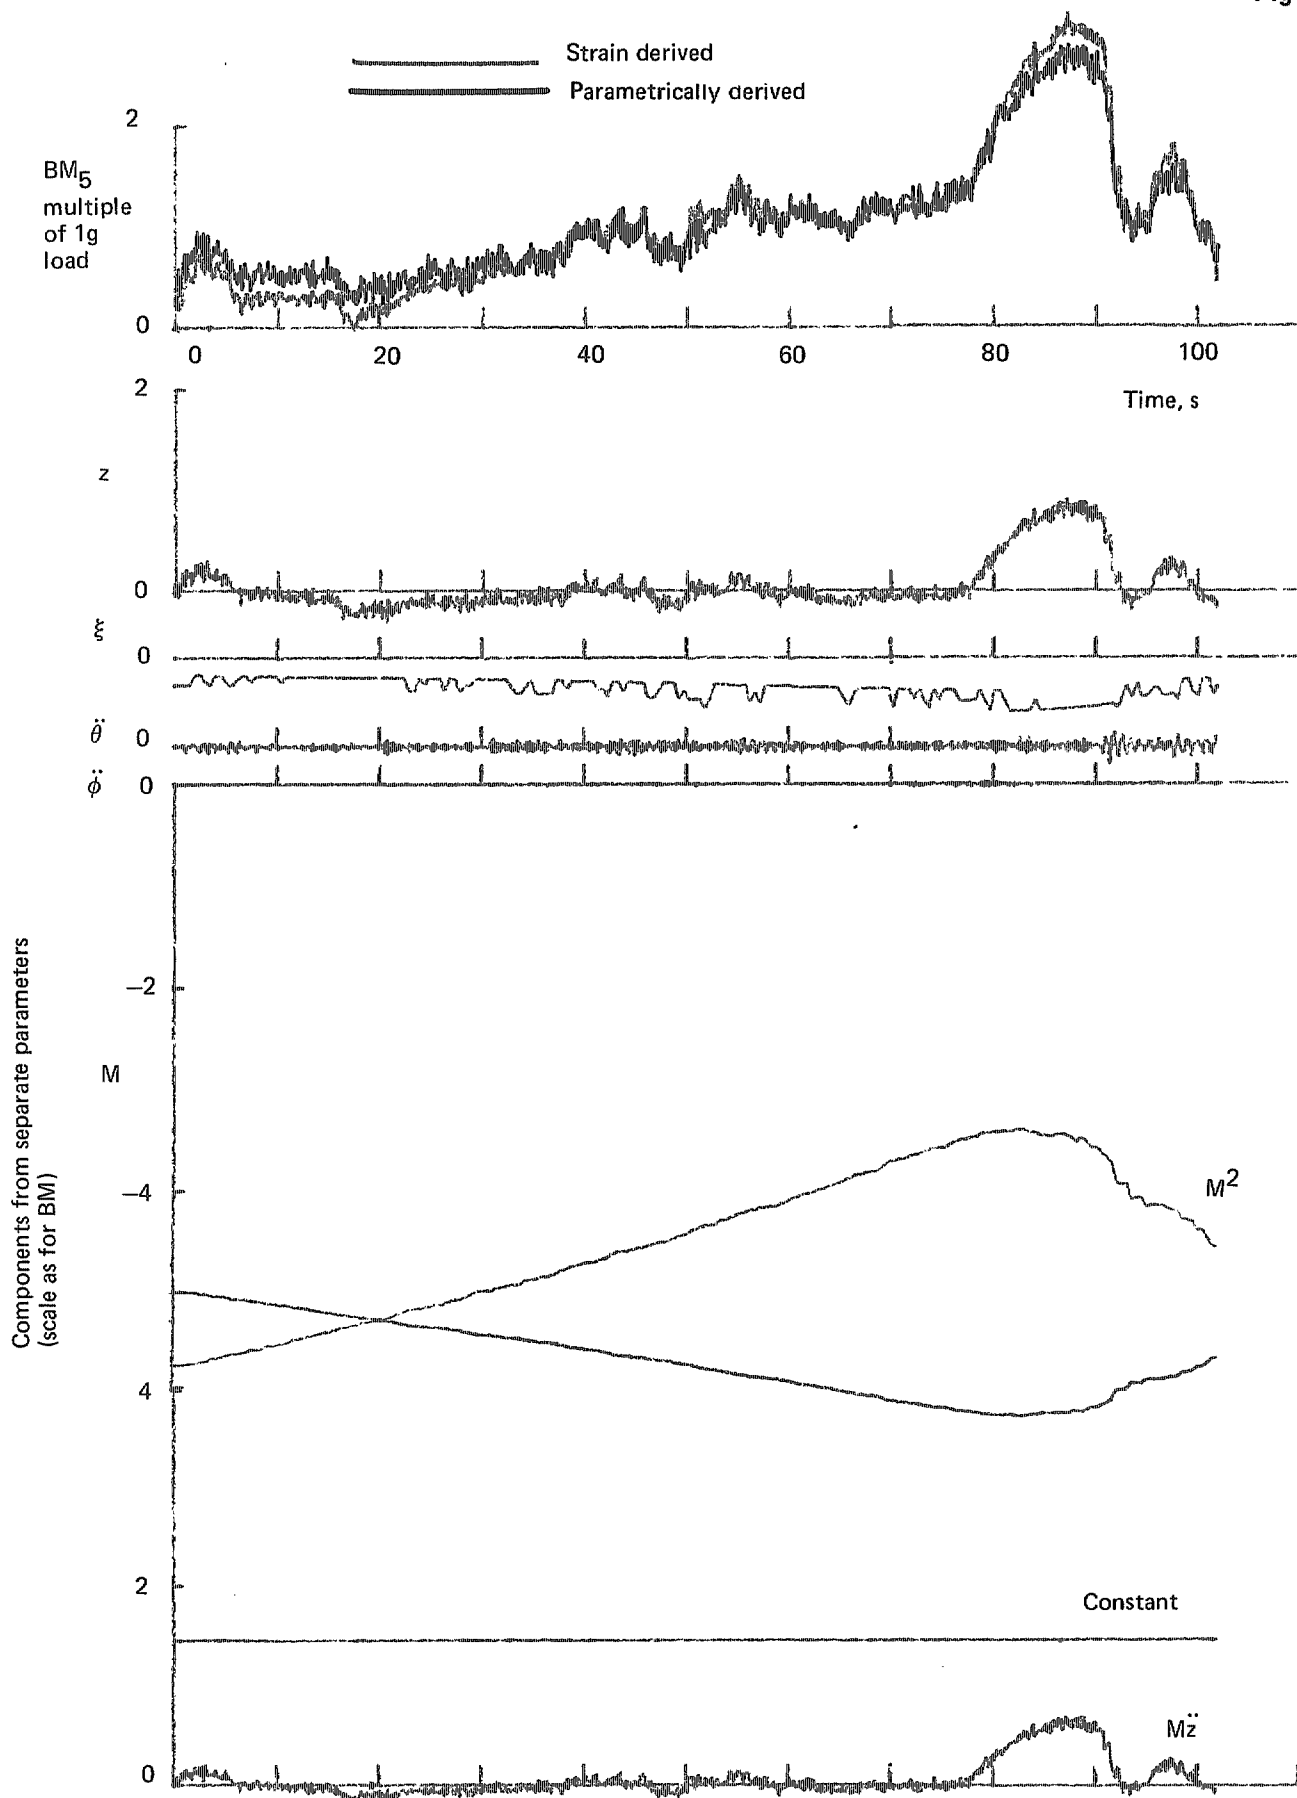 Strain derived
Parametrically derived
2
BM5
multiple
of 1g
load
0
0 20 40 60 80 100
Time, s
2
z
0
ξ
0
θ̈ 0
φ̈ 0
−2
M
−4
M²
4
2
Constant
Mz̈
0
Components from separate parameters
(scale as for BM)